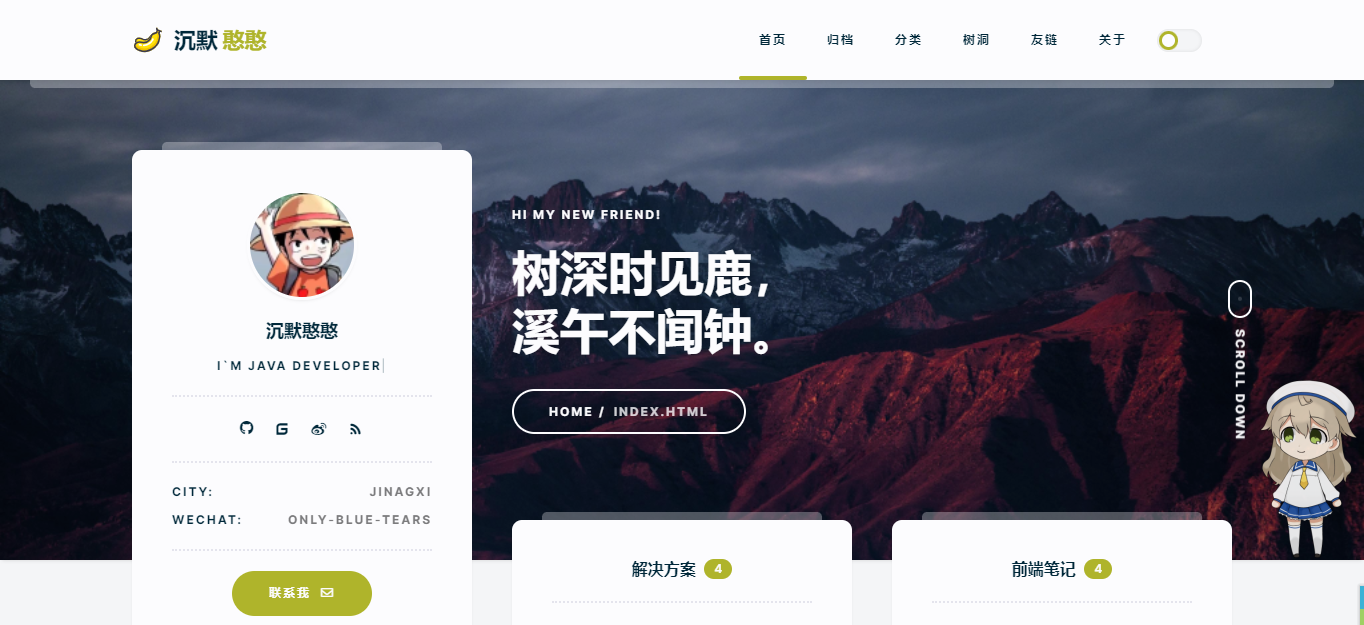 沉默 憨憨
首页 归档 分类 树洞 友链 关于
HI MY NEW FRIEND!
树深时见鹿，
溪午不闻钟。
HOME / INDEX.HTML
SCROLL DOWN
沉默憨憨
I`M JAVA DEVELOPER
CITY: JINAGXI
WECHAT: ONLY-BLUE-TEARS
联系我
解决方案 4
前端笔记 4